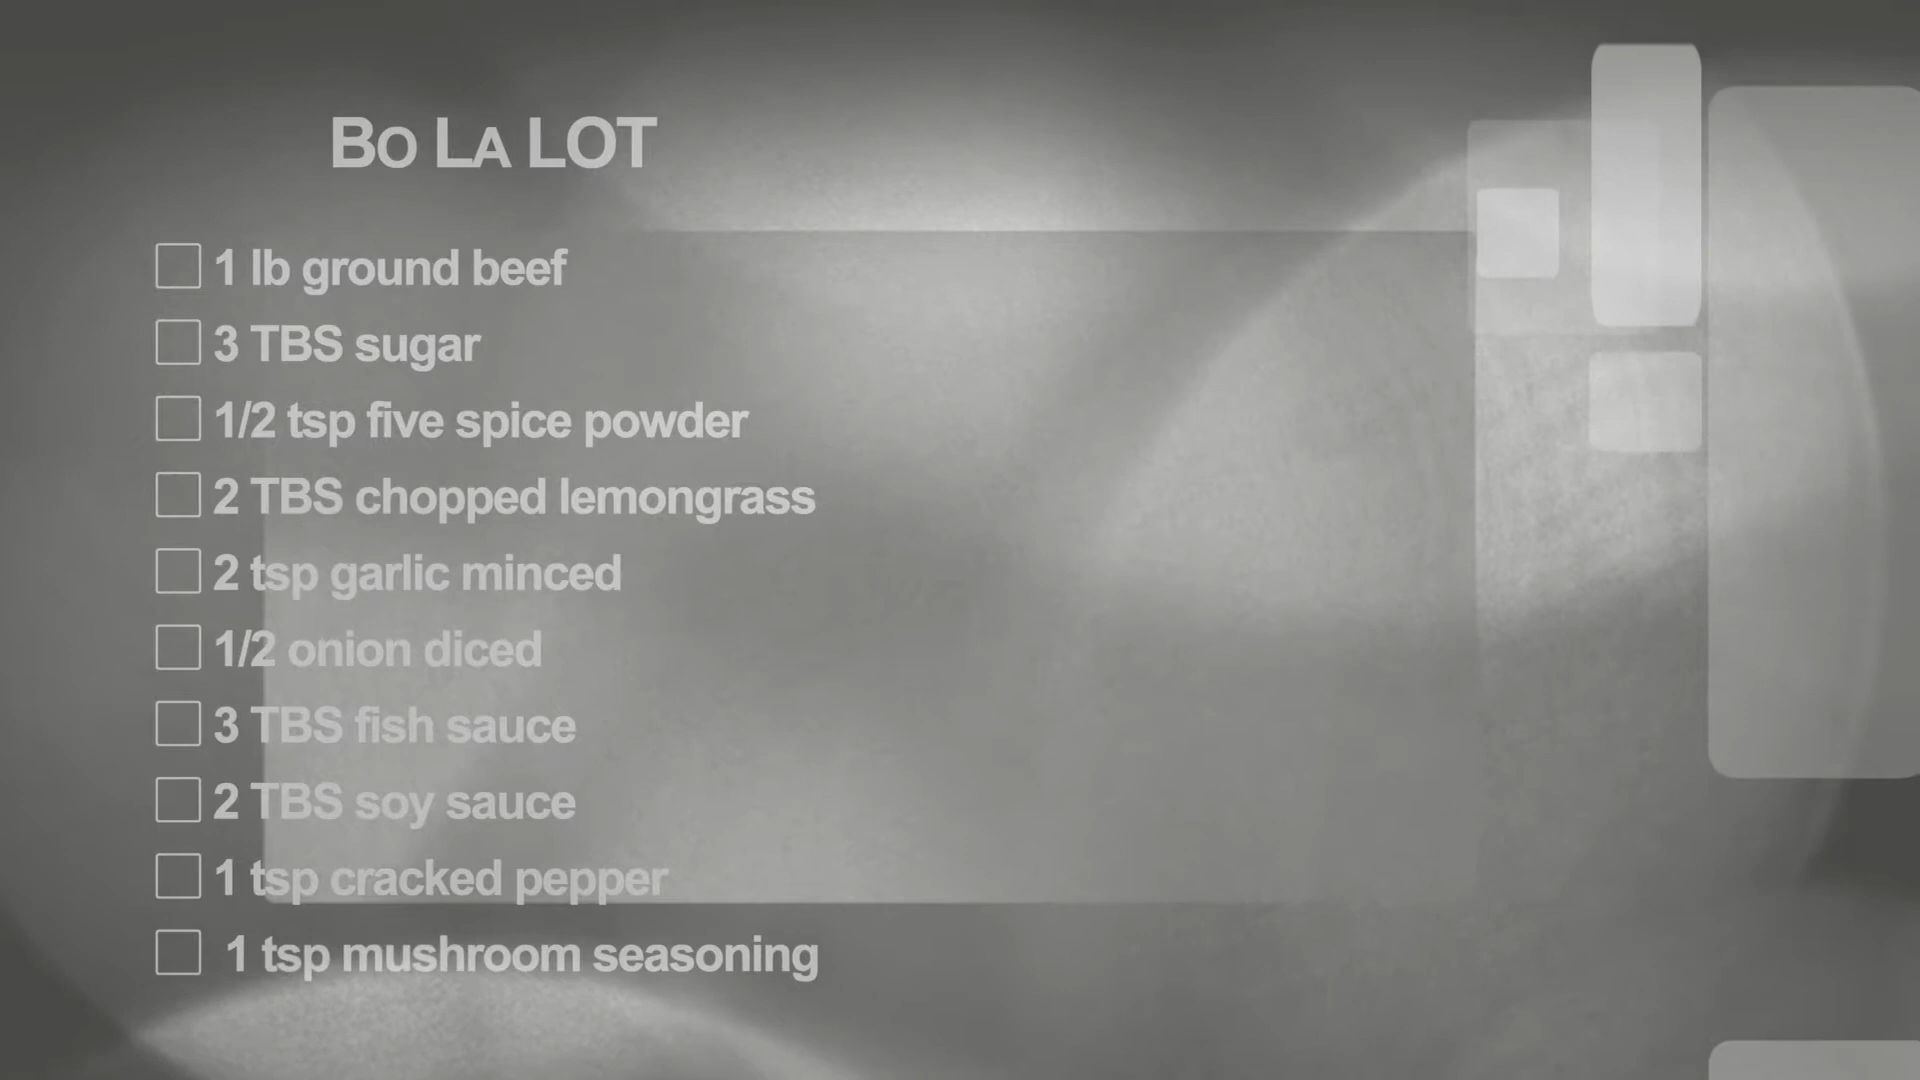 Bo La LOT
1 lb ground beef
3 TBS sugar
1/2 tsp five spice powder
2 TBS chopped lemongrass
2 tsp garlic minced
1/2 onion diced
3 TBS fish sauce
2 TBS soy sauce
1 tsp cracked pepper
1 tsp mushroom seasoning